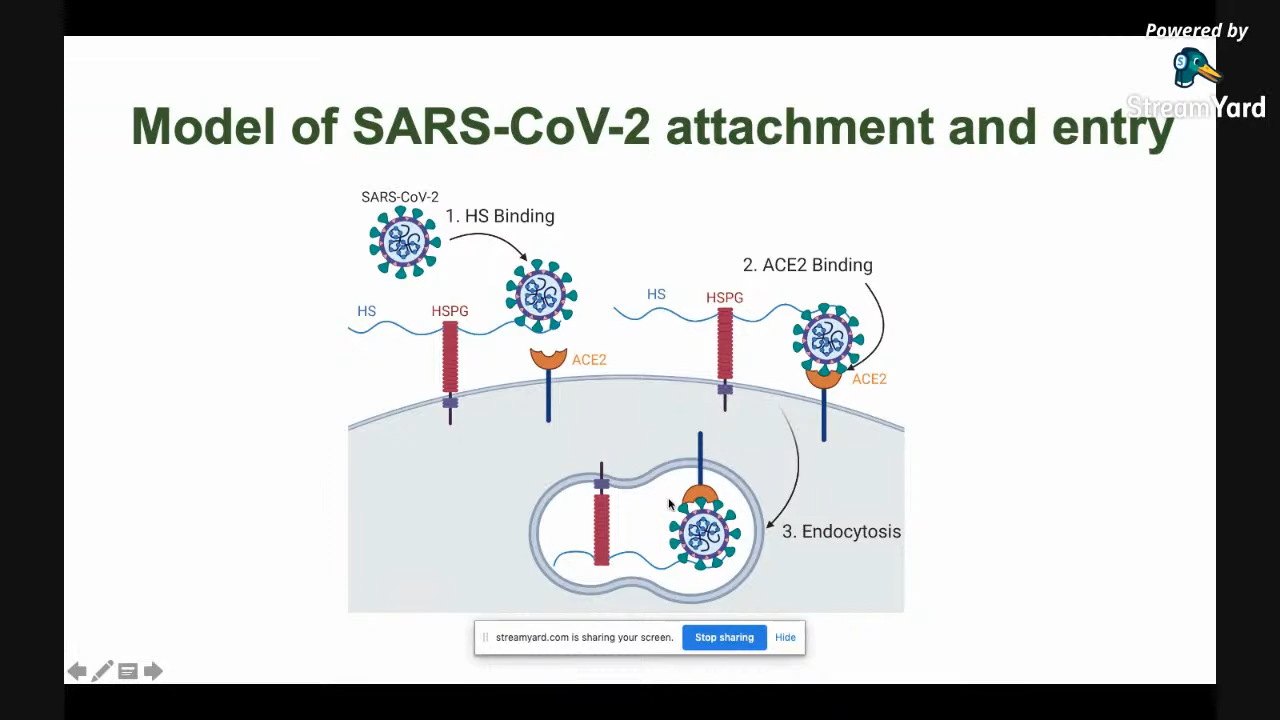 Powered by
StreamYard
Model of SARS-CoV-2 attachment and entry
SARS-CoV-2
1. HS Binding
HS
HSPG
ACE2
2. ACE2 Binding
HS
HSPG
ACE2
3. Endocytosis
streamyard.com is sharing your screen.
Stop sharing
Hide